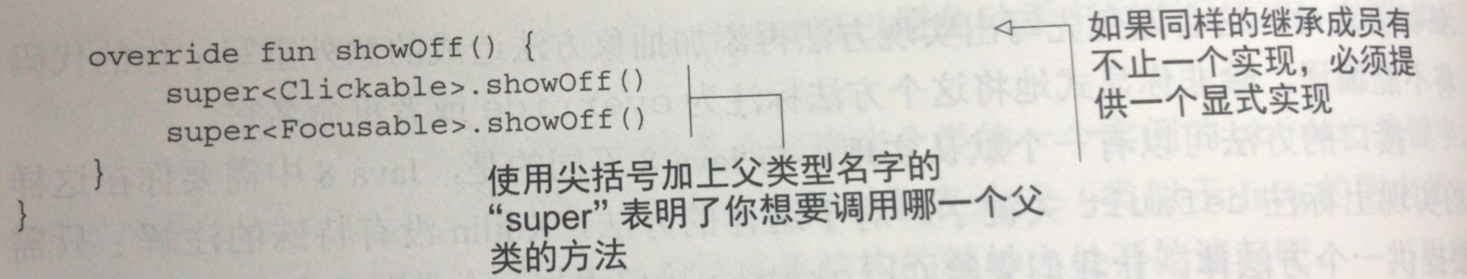 override fun showOff() {
super<Clickable>.showOff()
super<Focusable>.showOff()
}
}
如果同样的继承成员有
不止一个实现，必须提
供一个显式实现
使用尖括号加上父类型名字的
“super” 表明了你想要调用哪一个父
类的方法